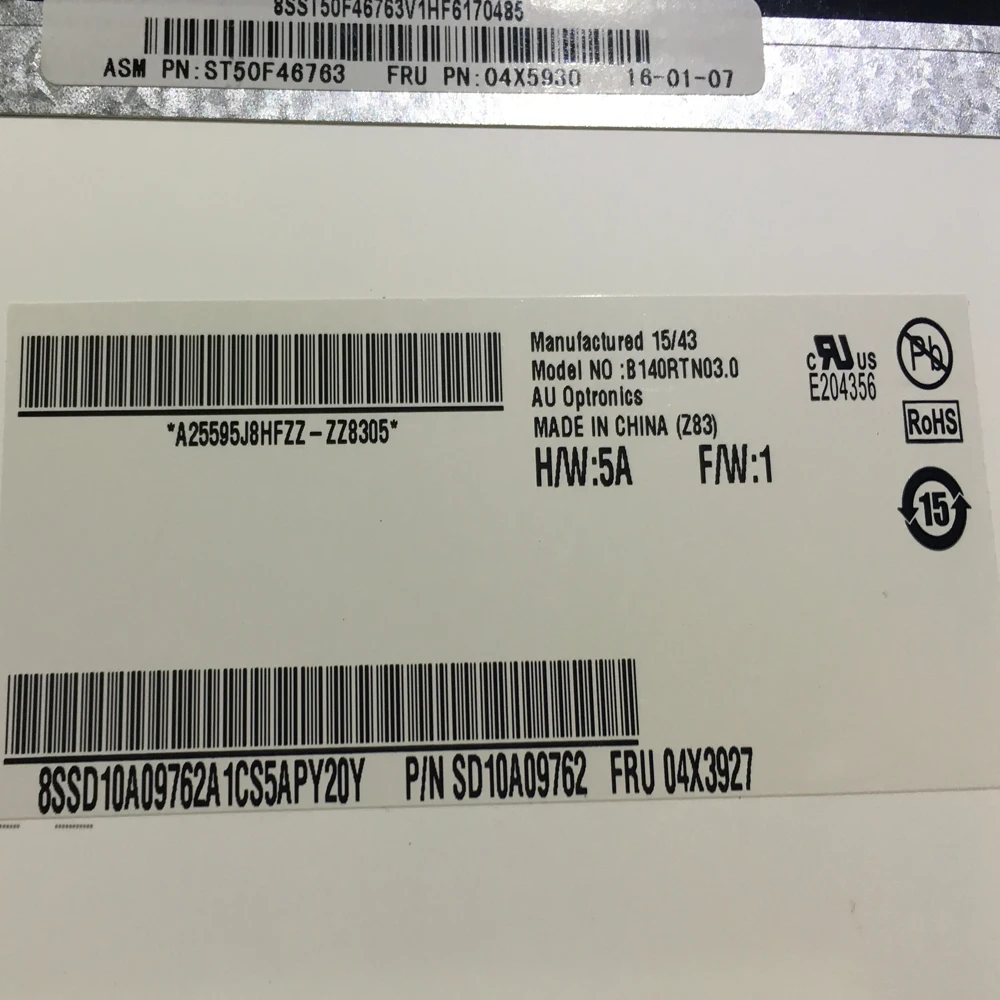 8SST50F46763V1HF6170485
ASM PN:ST50F46763 FRU PN:04X5930 16-01-07
Manufactured 15/43
Model NO :B140RTN03.0
AU Optronics
MADE IN CHINA (Z83)
H/W:5A F/W:1
*A25595J8HFZZ-ZZ8305*
c RU US
E204356
Pb
RoHS
15
8SSD10A09762A1CS5APY20Y P/N SD10A09762 FRU 04X3927